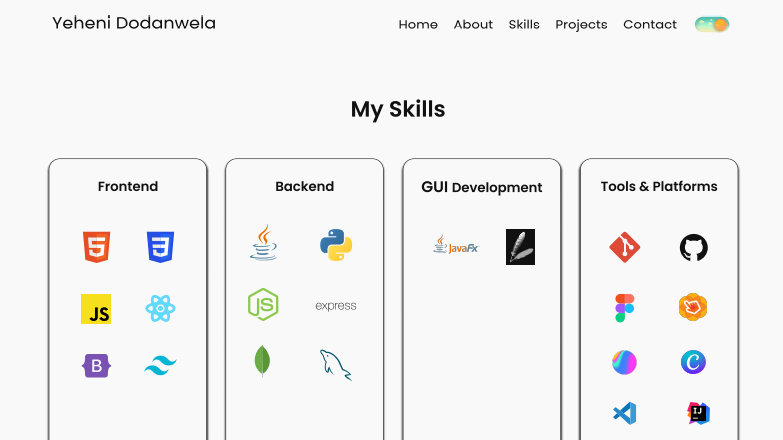 Yeheni Dodanwela
Home About Skills Projects Contact
My Skills
Frontend
Backend
GUI Development
Tools & Platforms
5
3
JavaFx
JS
JS
express
B
C
IJ